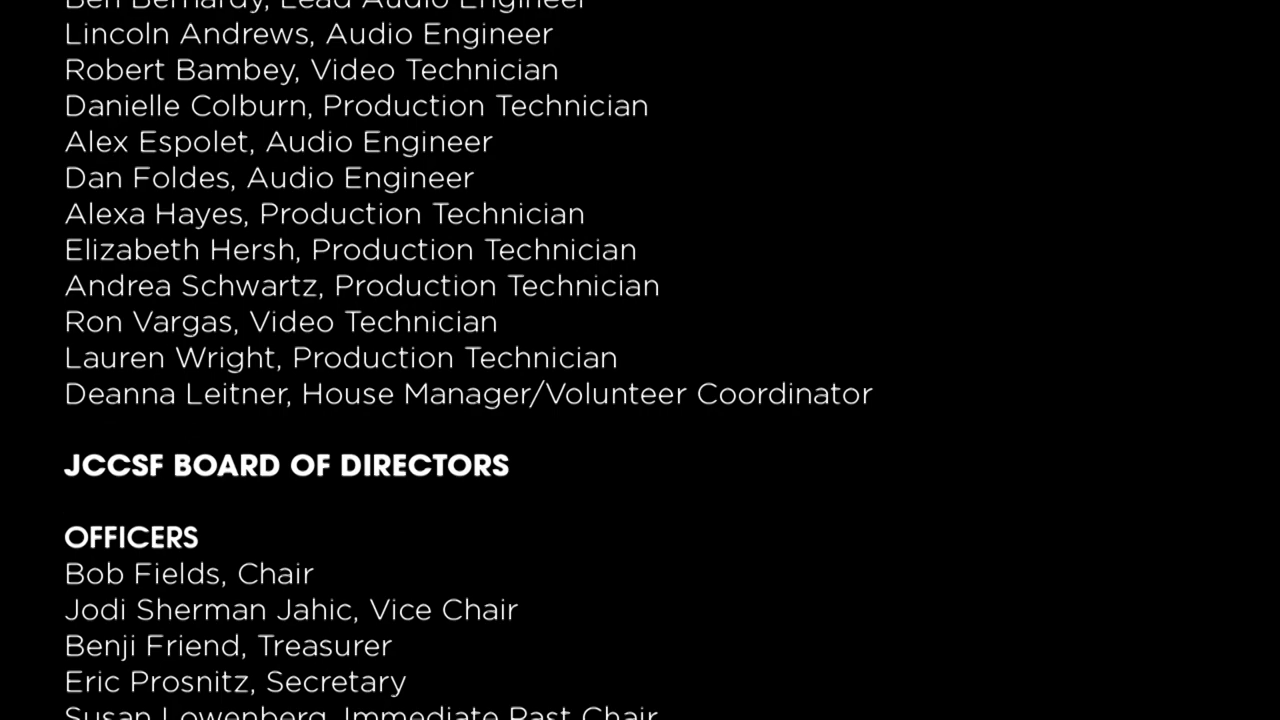 Ben Bernardy, Lead Audio Engineer
Lincoln Andrews, Audio Engineer
Robert Bambey, Video Technician
Danielle Colburn, Production Technician
Alex Espolet, Audio Engineer
Dan Foldes, Audio Engineer
Alexa Hayes, Production Technician
Elizabeth Hersh, Production Technician
Andrea Schwartz, Production Technician
Ron Vargas, Video Technician
Lauren Wright, Production Technician
Deanna Leitner, House Manager/Volunteer Coordinator
JCCSF BOARD OF DIRECTORS
OFFICERS
Bob Fields, Chair
Jodi Sherman Jahic, Vice Chair
Benji Friend, Treasurer
Eric Prosnitz, Secretary
Susan Lowenberg, Immediate Past Chair